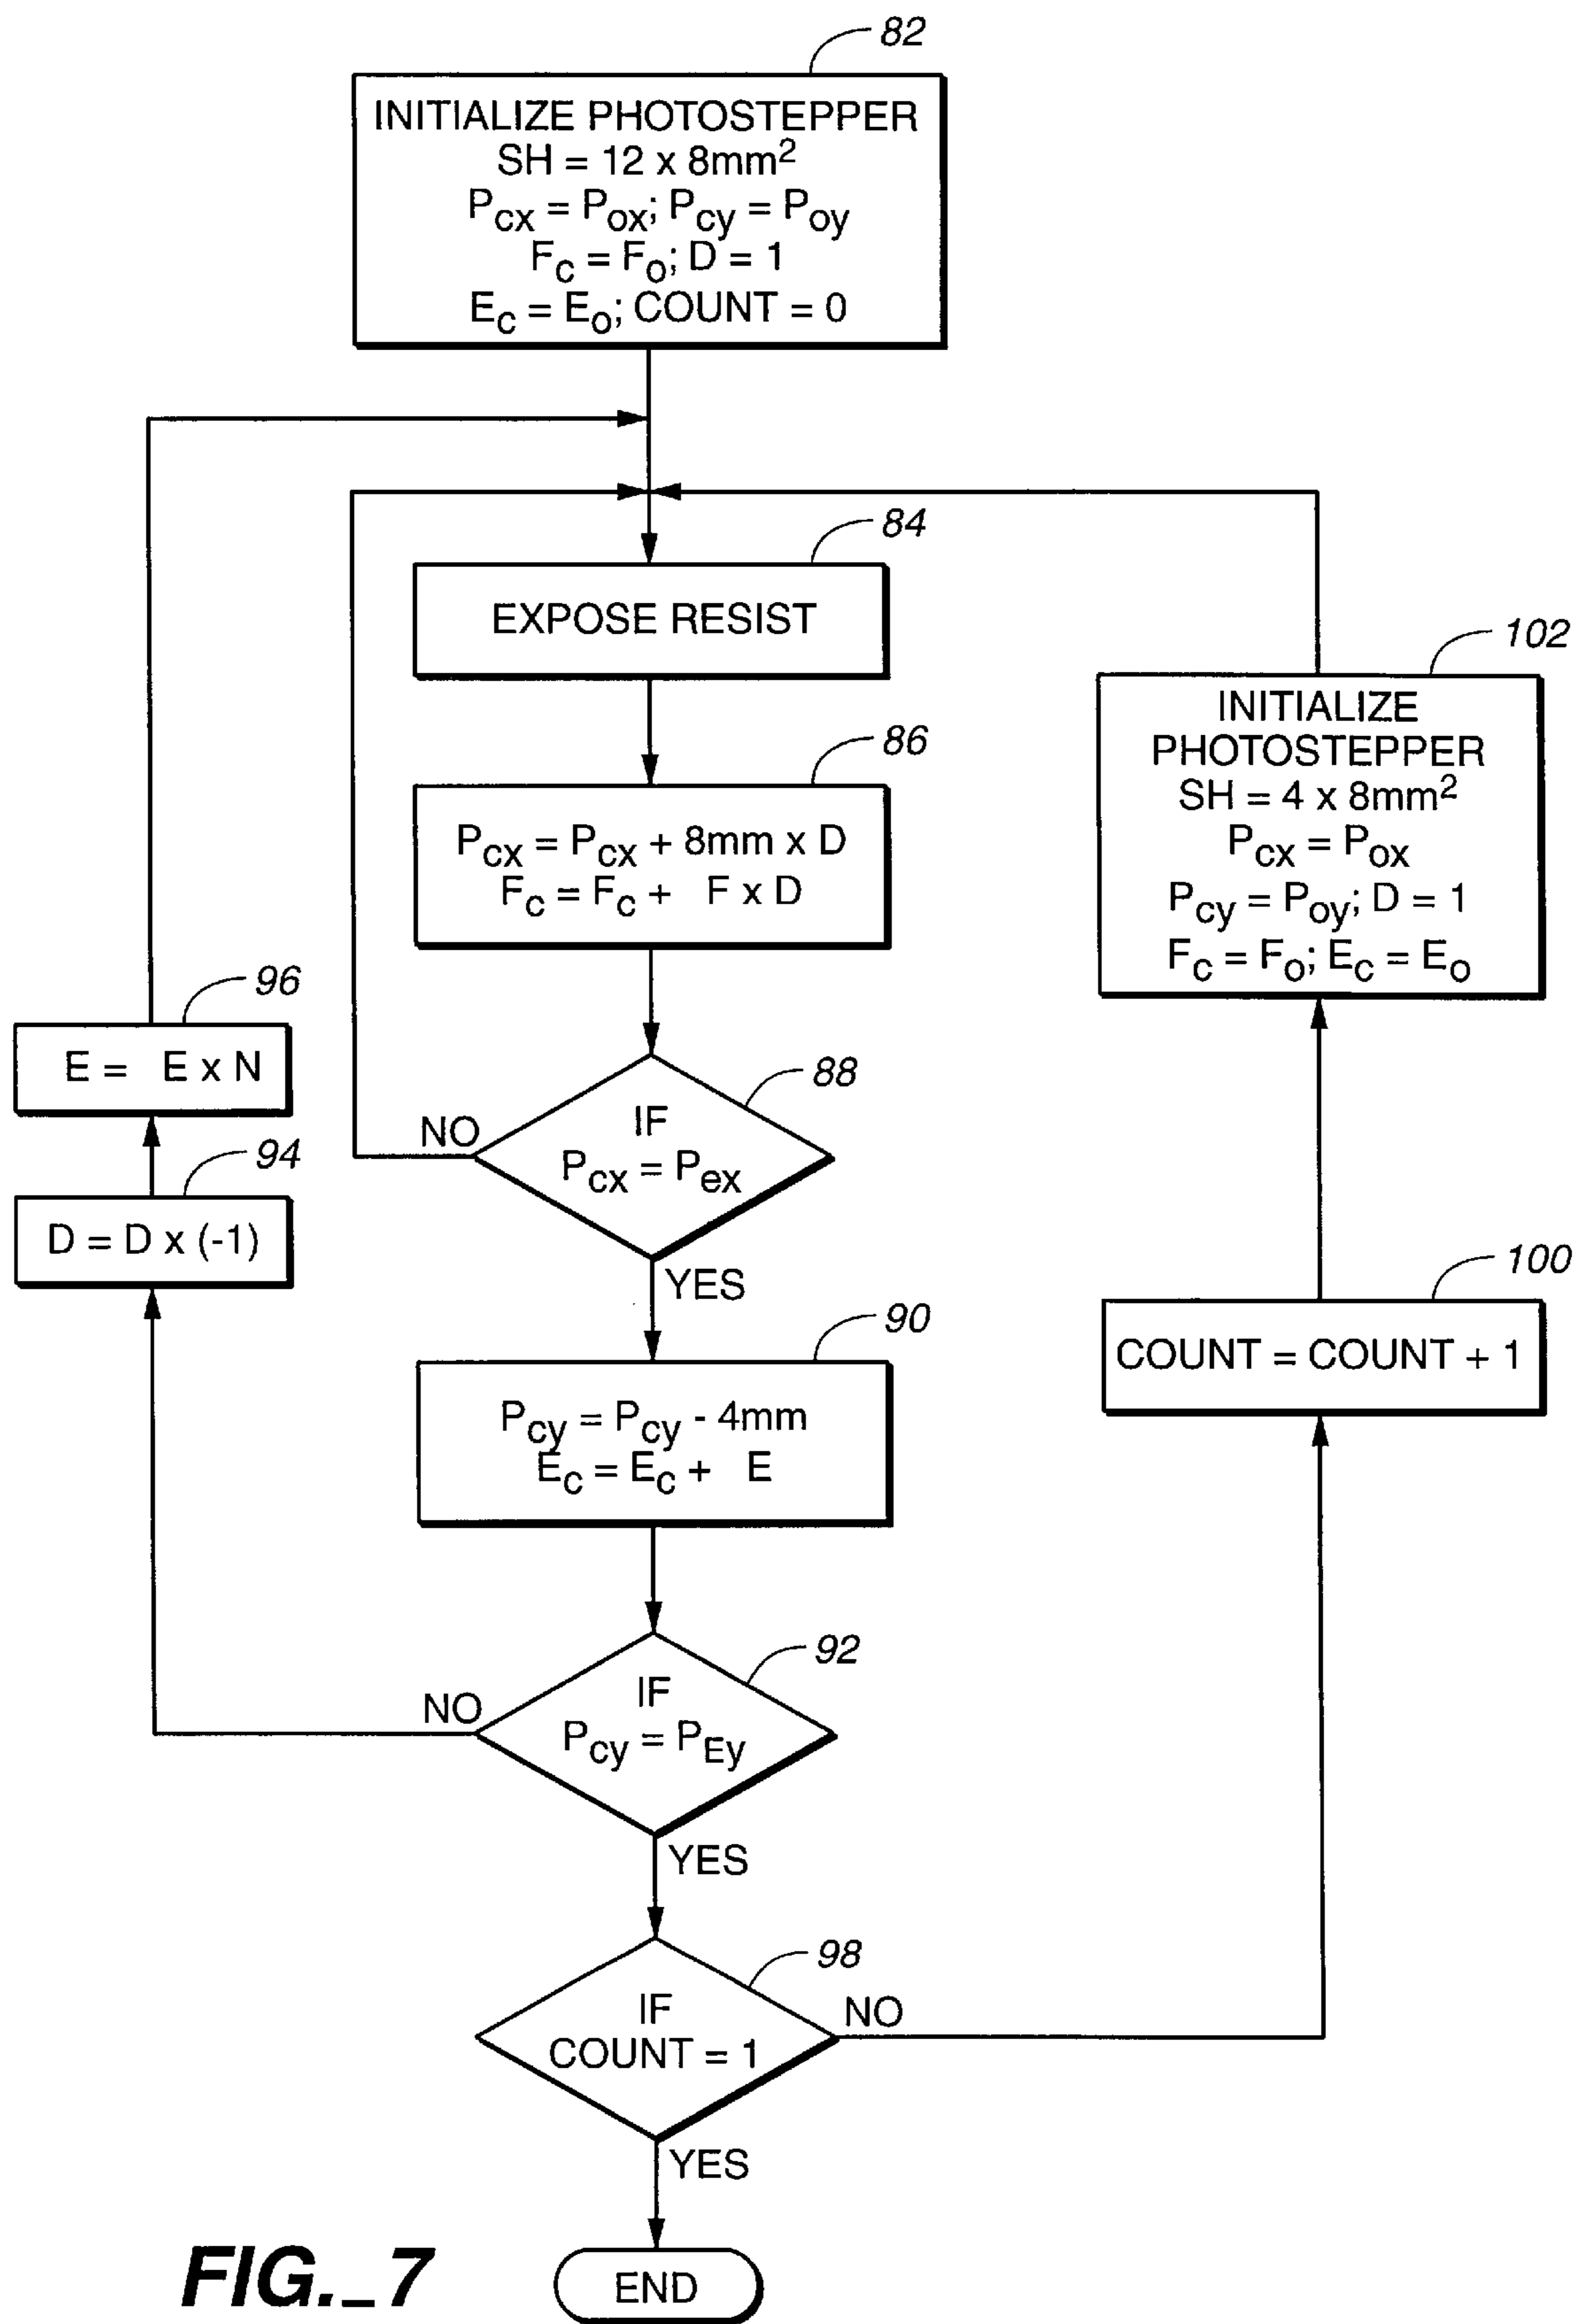 82
INITIALIZE PHOTOSTEPPER
SH = 12 x 8mm²
Pcx = Pox; Pcy = Poy
Fc = Fo; D = 1
Ec = Eo; COUNT = 0
84
EXPOSE RESIST
102
INITIALIZE
PHOTOSTEPPER
SH = 4 x 8mm²
Pcx = Pox
Pcy = Poy; D = 1
Fc = Fo; Ec = Eo
86
Pcx = Pcx + 8mm x D
Fc = Fc + F x D
96
E = E x N
88
IF
Pcx = Pex
NO
YES
94
D = D x (-1)
100
COUNT = COUNT + 1
90
Pcy = Pcy - 4mm
Ec = Ec + E
92
IF
Pcy = PEy
NO
YES
98
IF
COUNT = 1
NO
YES
END
FIG._7